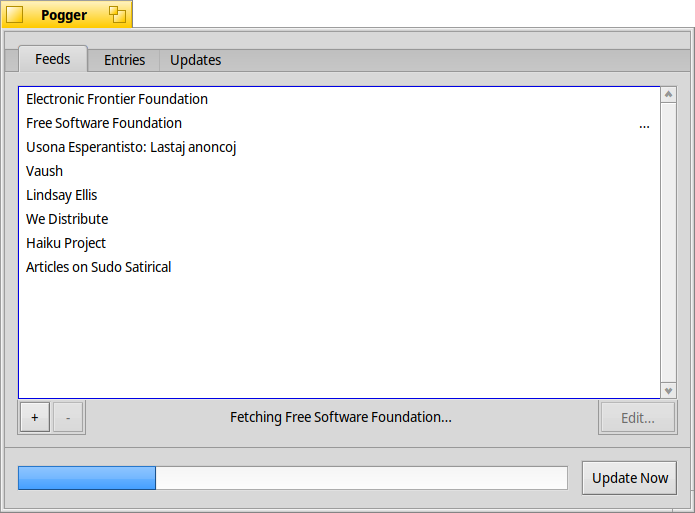 Pogger
Feeds Entries Updates
Electronic Frontier Foundation
Free Software Foundation ...
Usona Esperantisto: Lastaj anoncoj
Vaush
Lindsay Ellis
We Distribute
Haiku Project
Articles on Sudo Satirical
+ - Fetching Free Software Foundation... Edit...
Update Now